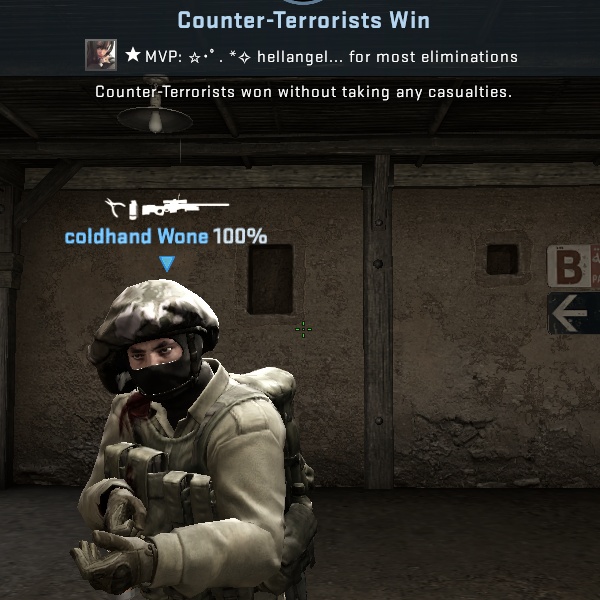 Counter-Terrorists Win
★ MVP: ☆･ﾟ. *✧ hellangel... for most eliminations
Counter-Terrorists won without taking any casualties.
coldhand Wone 100%
B